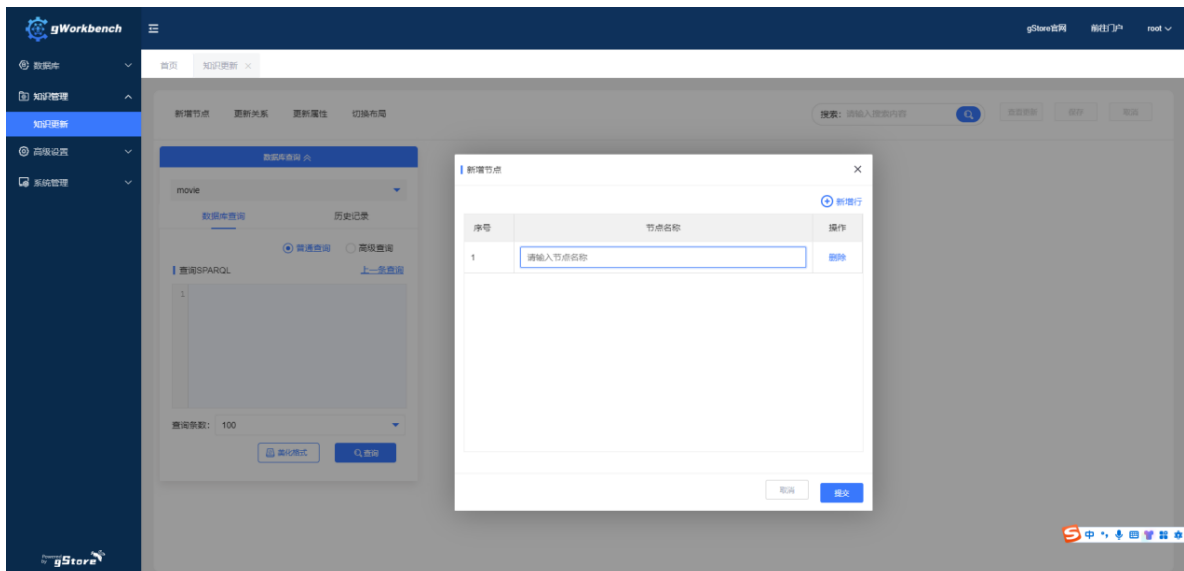 gWorkbench
gStore官网 前往门户 root
数据库
首页 知识更新 ×
知识管理
知识更新
高级设置
系统管理
新增节点 更新关系 更新属性 切换布局
搜索: 请输入搜索内容
取消
数据库查询
movie
数据库查询 历史记录
普通查询 高级查询
查询SPARQL 上一条查询
1
查询条数: 100
美化格式 查询
新增节点 ×
新增行
序号 节点名称 操作
1 请输入节点名称 删除
取消 提交
Powered by gStore
中